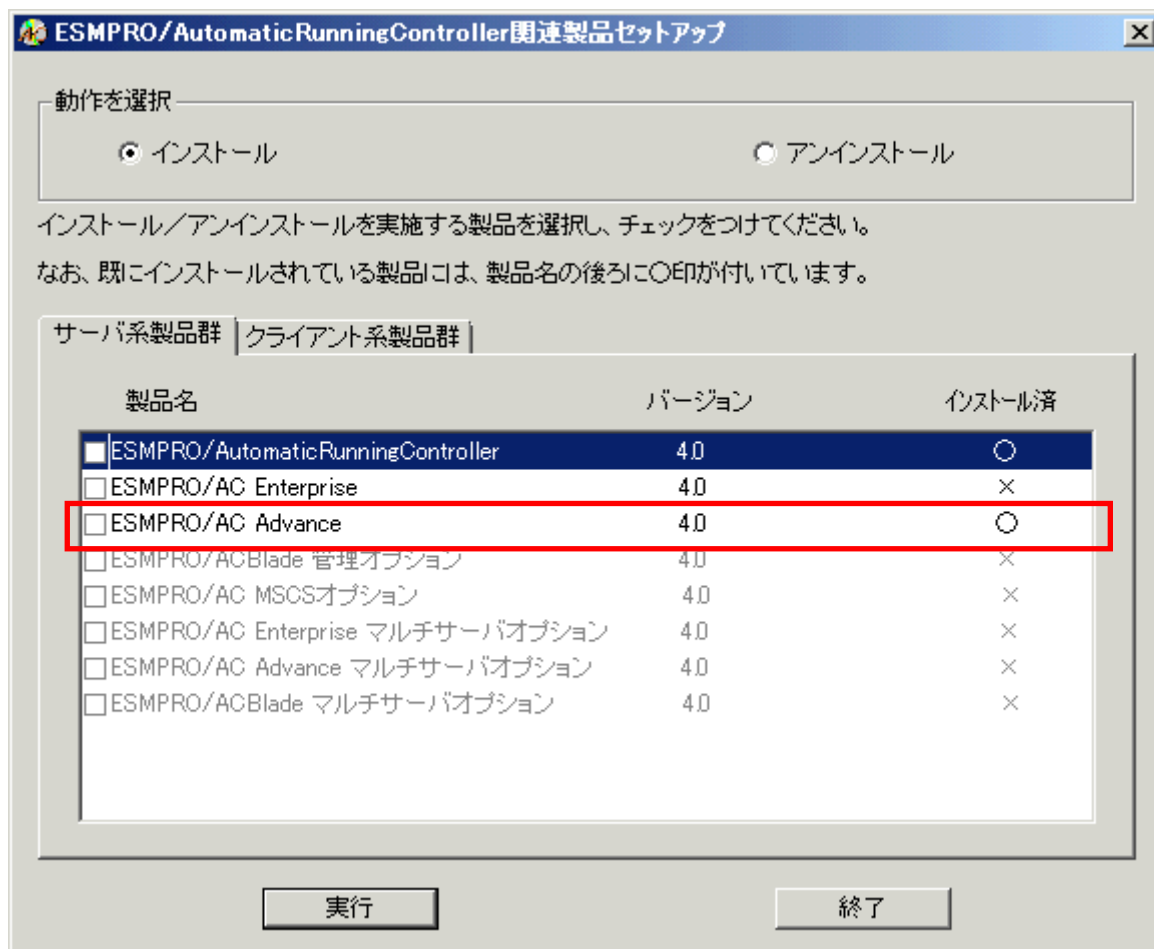 ESMPRO/AutomaticRunningController関連製品セットアップ
動作を選択
インストール アンインストール
インストール／アンインストールを実施する製品を選択し、チェックをつけてください。
なお、既にインストールされている製品には、製品名の後ろに〇印が付いています。
サーバ系製品群 クライアント系製品群
製品名 バージョン インストール済
ESMPRO/AutomaticRunningController 4.0 ○
ESMPRO/AC Enterprise 4.0 ×
ESMPRO/AC Advance 4.0 ○
ESMPRO/ACBlade 管理オプション 4.0 ×
ESMPRO/AC MSCSオプション 4.0 ×
ESMPRO/AC Enterprise マルチサーバオプション 4.0 ×
ESMPRO/AC Advance マルチサーバオプション 4.0 ×
ESMPRO/ACBlade マルチサーバオプション 4.0 ×
実行 終了